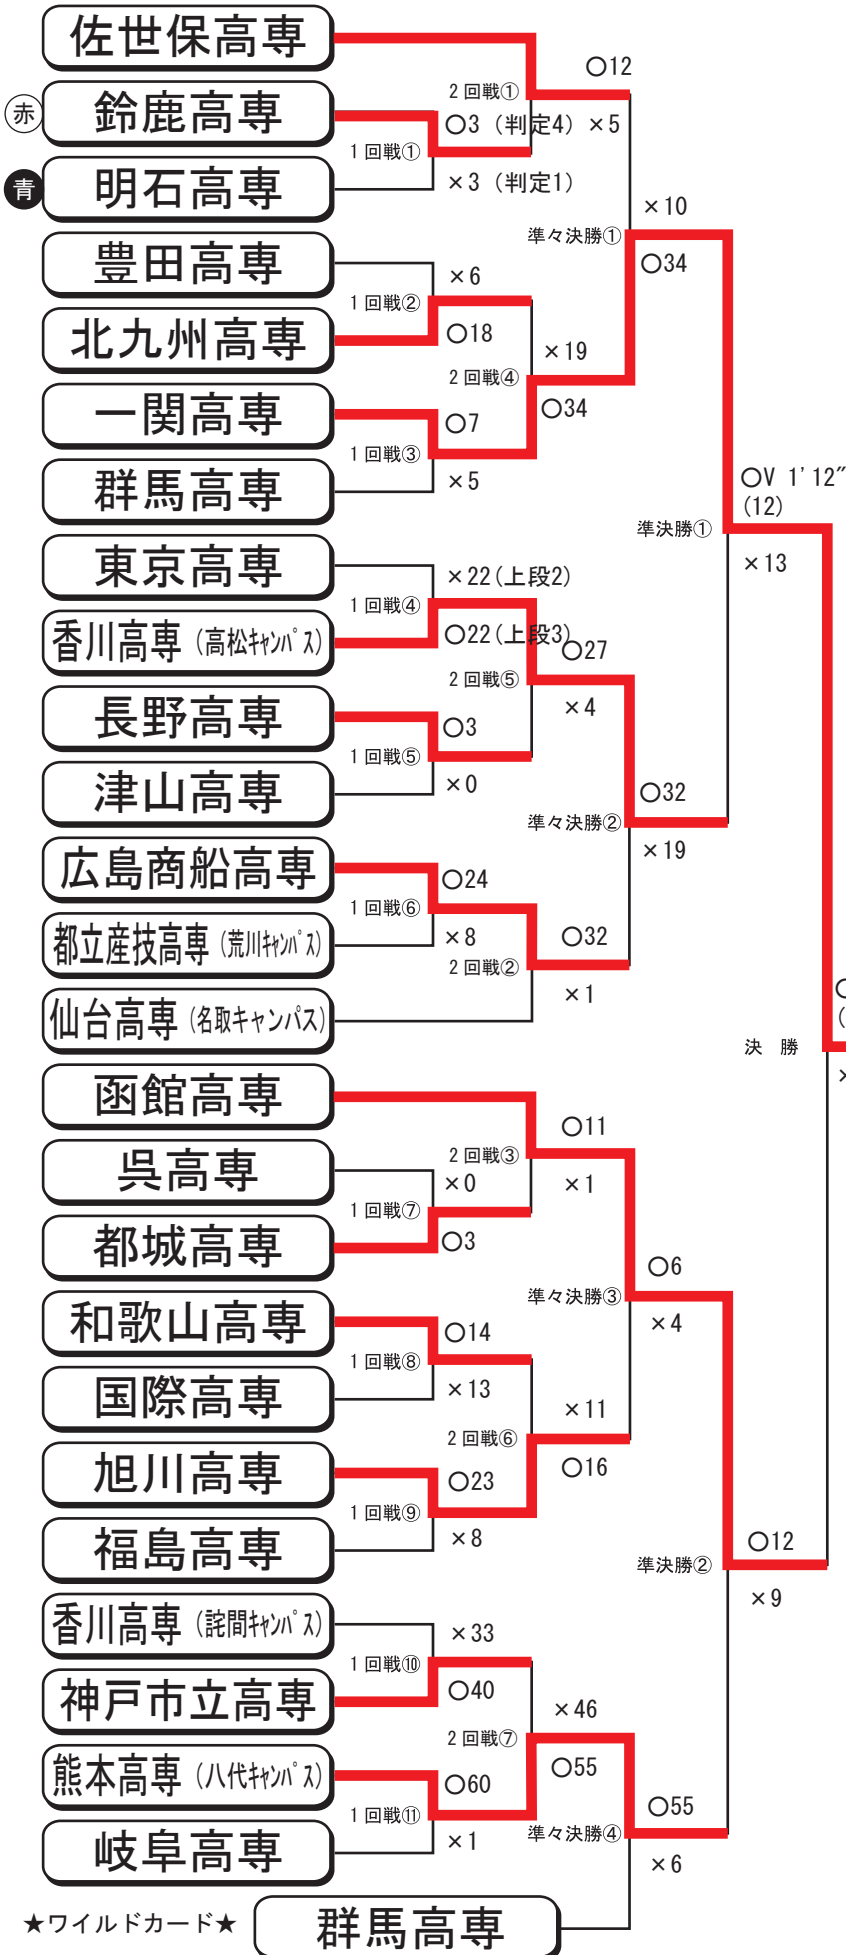 佐世保高専
○12
2回戦①
赤 鈴鹿高専
○3（判定4）
×5
1回戦①
青 明石高専
×3（判定1）
×10
準々決勝①
豊田高専
×6
○34
1回戦②
北九州高専
○18
×19
2回戦④
一関高専
○7
○34
1回戦③
群馬高専
×5
○V 1'12"
(12)
準決勝①
東京高専
×22(上段2)
×13
1回戦④
香川高専（高松キャンパス）
○22(上段3)
○27
2回戦⑤
長野高専
○3
×4
1回戦⑤
津山高専
×0
○32
準々決勝②
広島商船高専
○24
×19
1回戦⑥
都立産技高専（荒川キャンパス）
×8
○32
2回戦②
仙台高専（名取キャンパス）
×1
○
(
決　勝
×
函館高専
○11
2回戦③
呉高専
×0
×1
1回戦⑦
都城高専
○3
○6
準々決勝③
和歌山高専
○14
×4
1回戦⑧
国際高専
×13
×11
2回戦⑥
旭川高専
○23
○16
1回戦⑨
福島高専
×8
○12
準決勝②
×9
香川高専（詫間キャンパス）
×33
1回戦⑩
神戸市立高専
○40
×46
2回戦⑦
熊本高専（八代キャンパス）
○60
○55
○55
1回戦⑪
準々決勝④
岐阜高専
×1
×6
★ワイルドカード★
群馬高専